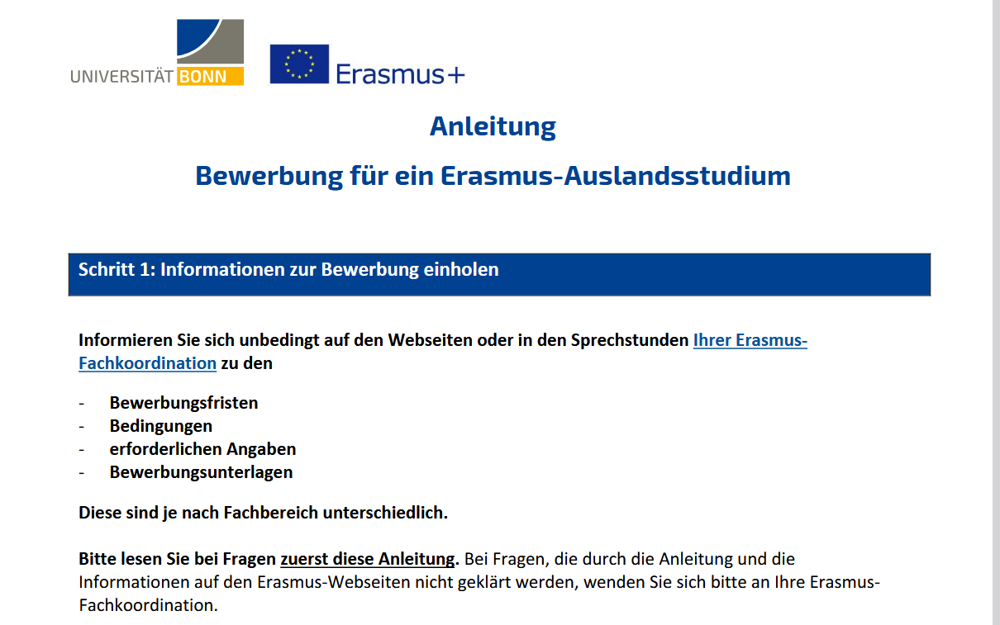 UNIVERSITÄT BONN
Erasmus+
Anleitung
Bewerbung für ein Erasmus-Auslandsstudium
Schritt 1: Informationen zur Bewerbung einholen
Informieren Sie sich unbedingt auf den Webseiten oder in den Sprechstunden Ihrer Erasmus-
Fachkoordination zu den
- Bewerbungsfristen
- Bedingungen
- erforderlichen Angaben
- Bewerbungsunterlagen
Diese sind je nach Fachbereich unterschiedlich.
Bitte lesen Sie bei Fragen zuerst diese Anleitung. Bei Fragen, die durch die Anleitung und die
Informationen auf den Erasmus-Webseiten nicht geklärt werden, wenden Sie sich bitte an Ihre Erasmus-
Fachkoordination.